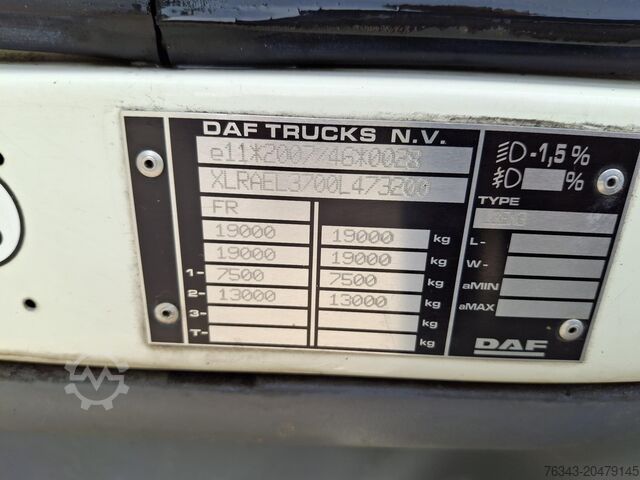 DAF TRUCKS N.V.
e11*2007/46*0028
XLRAEL3700L473200
FR
19000 19000 kg
19000 19000 kg
1- 7500 7500 kg
2- 13000 13000 kg
3- kg
T- kg
-1,5 %
%
TYPE
L-
W-
aMIN
aMAX
DAF
76343-20479145